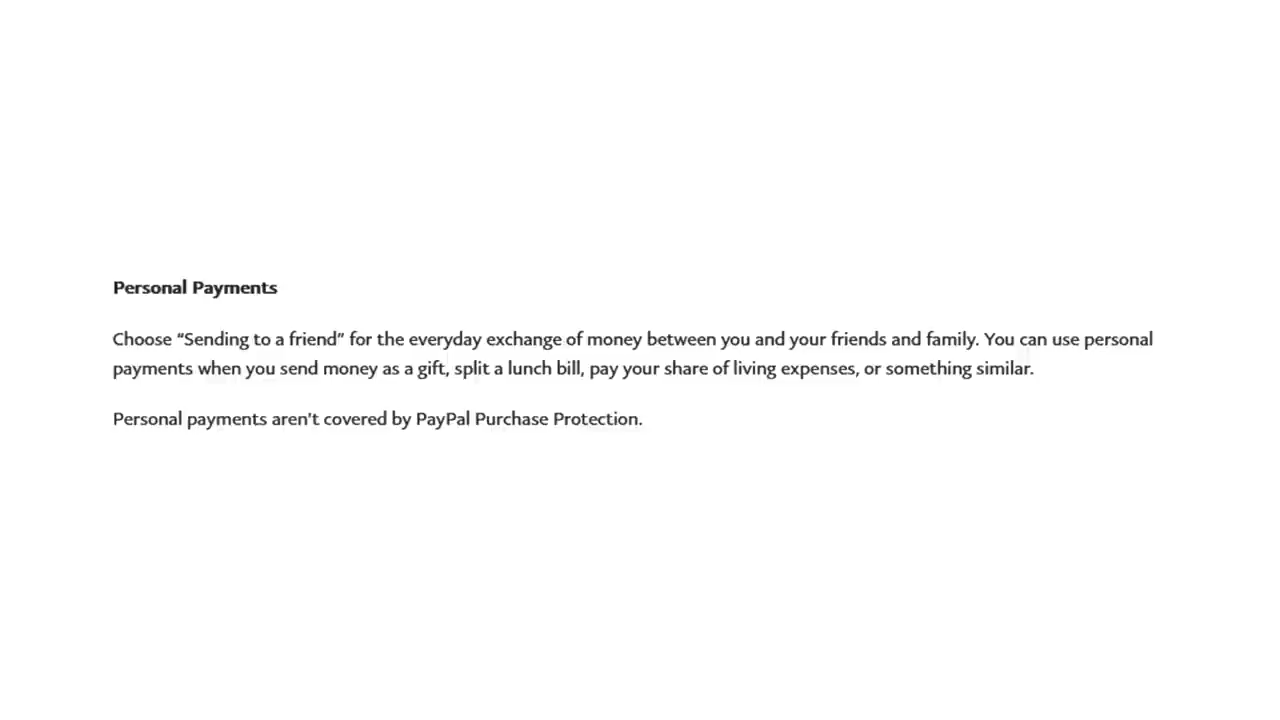 Personal Payments
Choose “Sending to a friend” for the everyday exchange of money between you and your friends and family. You can use personal
payments when you send money as a gift, split a lunch bill, pay your share of living expenses, or something similar.
Personal payments aren't covered by PayPal Purchase Protection.